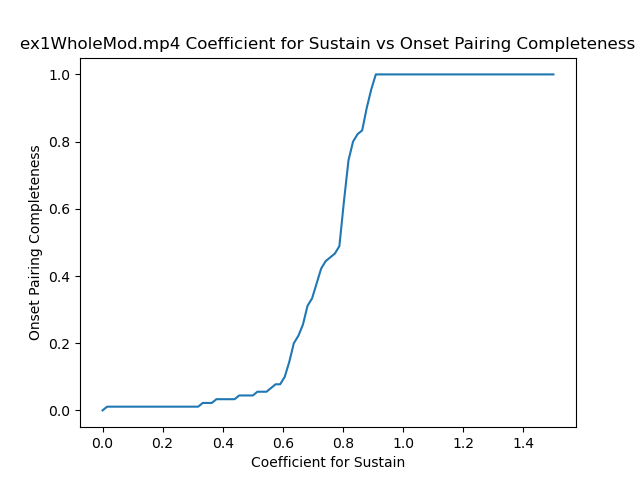 ex1WholeMod.mp4 Coefficient for Sustain vs Onset Pairing Completeness
1.0
0.8
0.6
0.4
0.2
0.0
Onset Pairing Completeness
0.0 0.2 0.4 0.6 0.8 1.0 1.2 1.4
Coefficient for Sustain